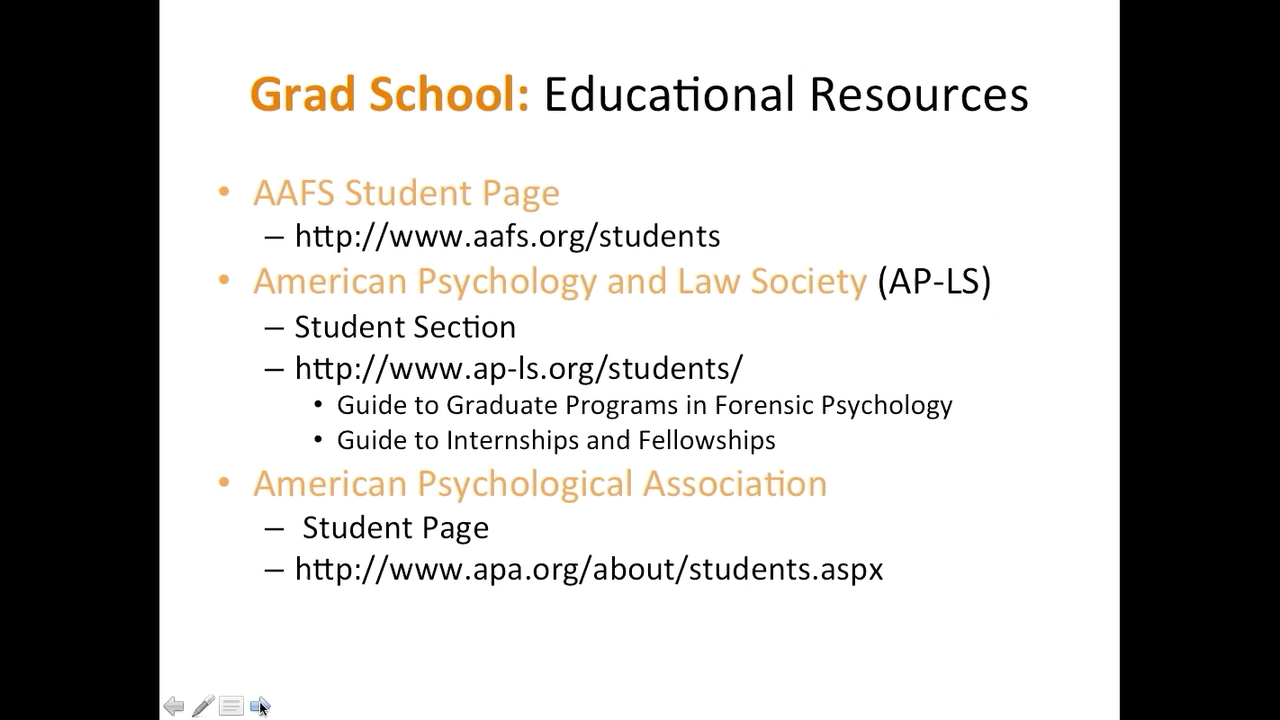 Grad School: Educational Resources
• AAFS Student Page
– http://www.aafs.org/students
• American Psychology and Law Society (AP-LS)
– Student Section
– http://www.ap-ls.org/students/
• Guide to Graduate Programs in Forensic Psychology
• Guide to Internships and Fellowships
• American Psychological Association
– Student Page
– http://www.apa.org/about/students.aspx